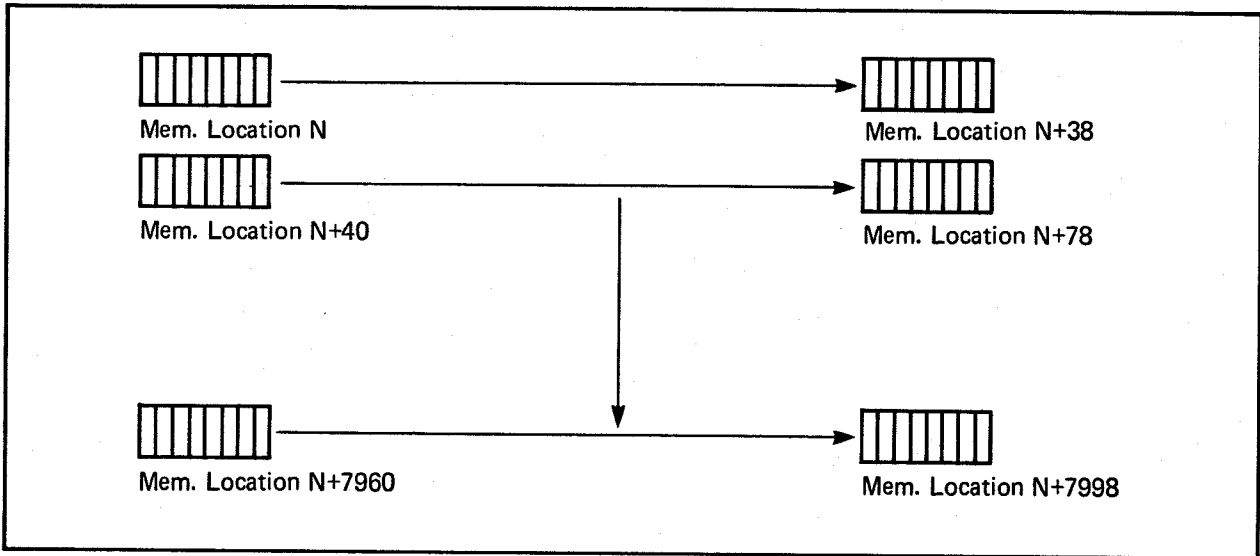 Mem. Location N
Mem. Location N+38
Mem. Location N+40
Mem. Location N+78
Mem. Location N+7960
Mem. Location N+7998